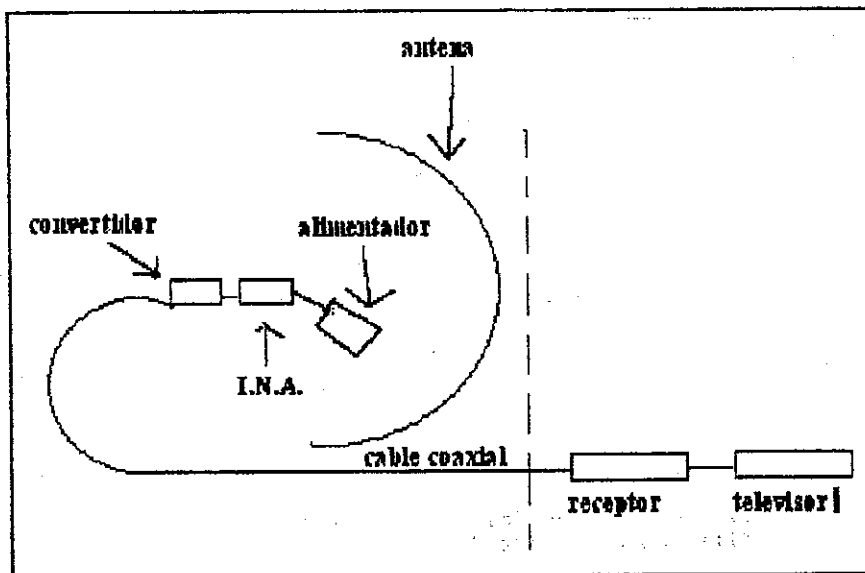 antena
convertidor
alimentador
I.N.A.
cable coaxial
receptor
televisor